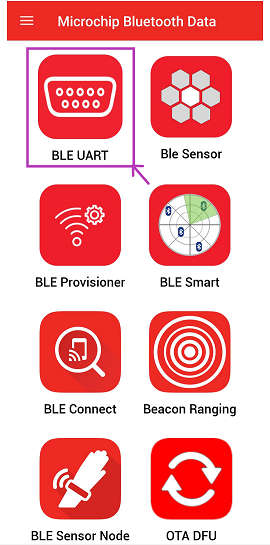 Microchip Bluetooth Data
BLE UART
Ble Sensor
BLE Provisioner
BLE Smart
BLE Connect
Beacon Ranging
BLE Sensor Node
OTA DFU